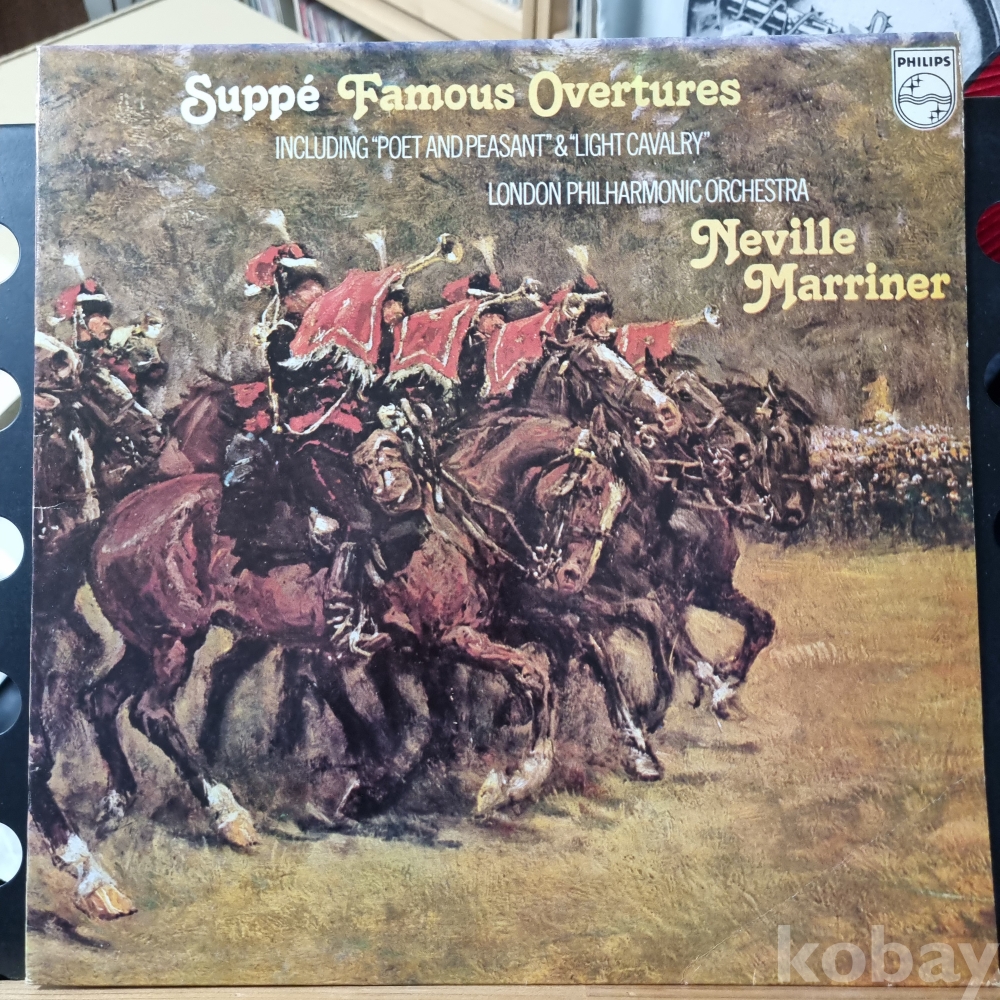 Suppé Famous Overtures
PHILIPS
INCLUDING "POET AND PEASANT" & "LIGHT CAVALRY"
LONDON PHILHARMONIC ORCHESTRA
Neville
Marriner
kobay